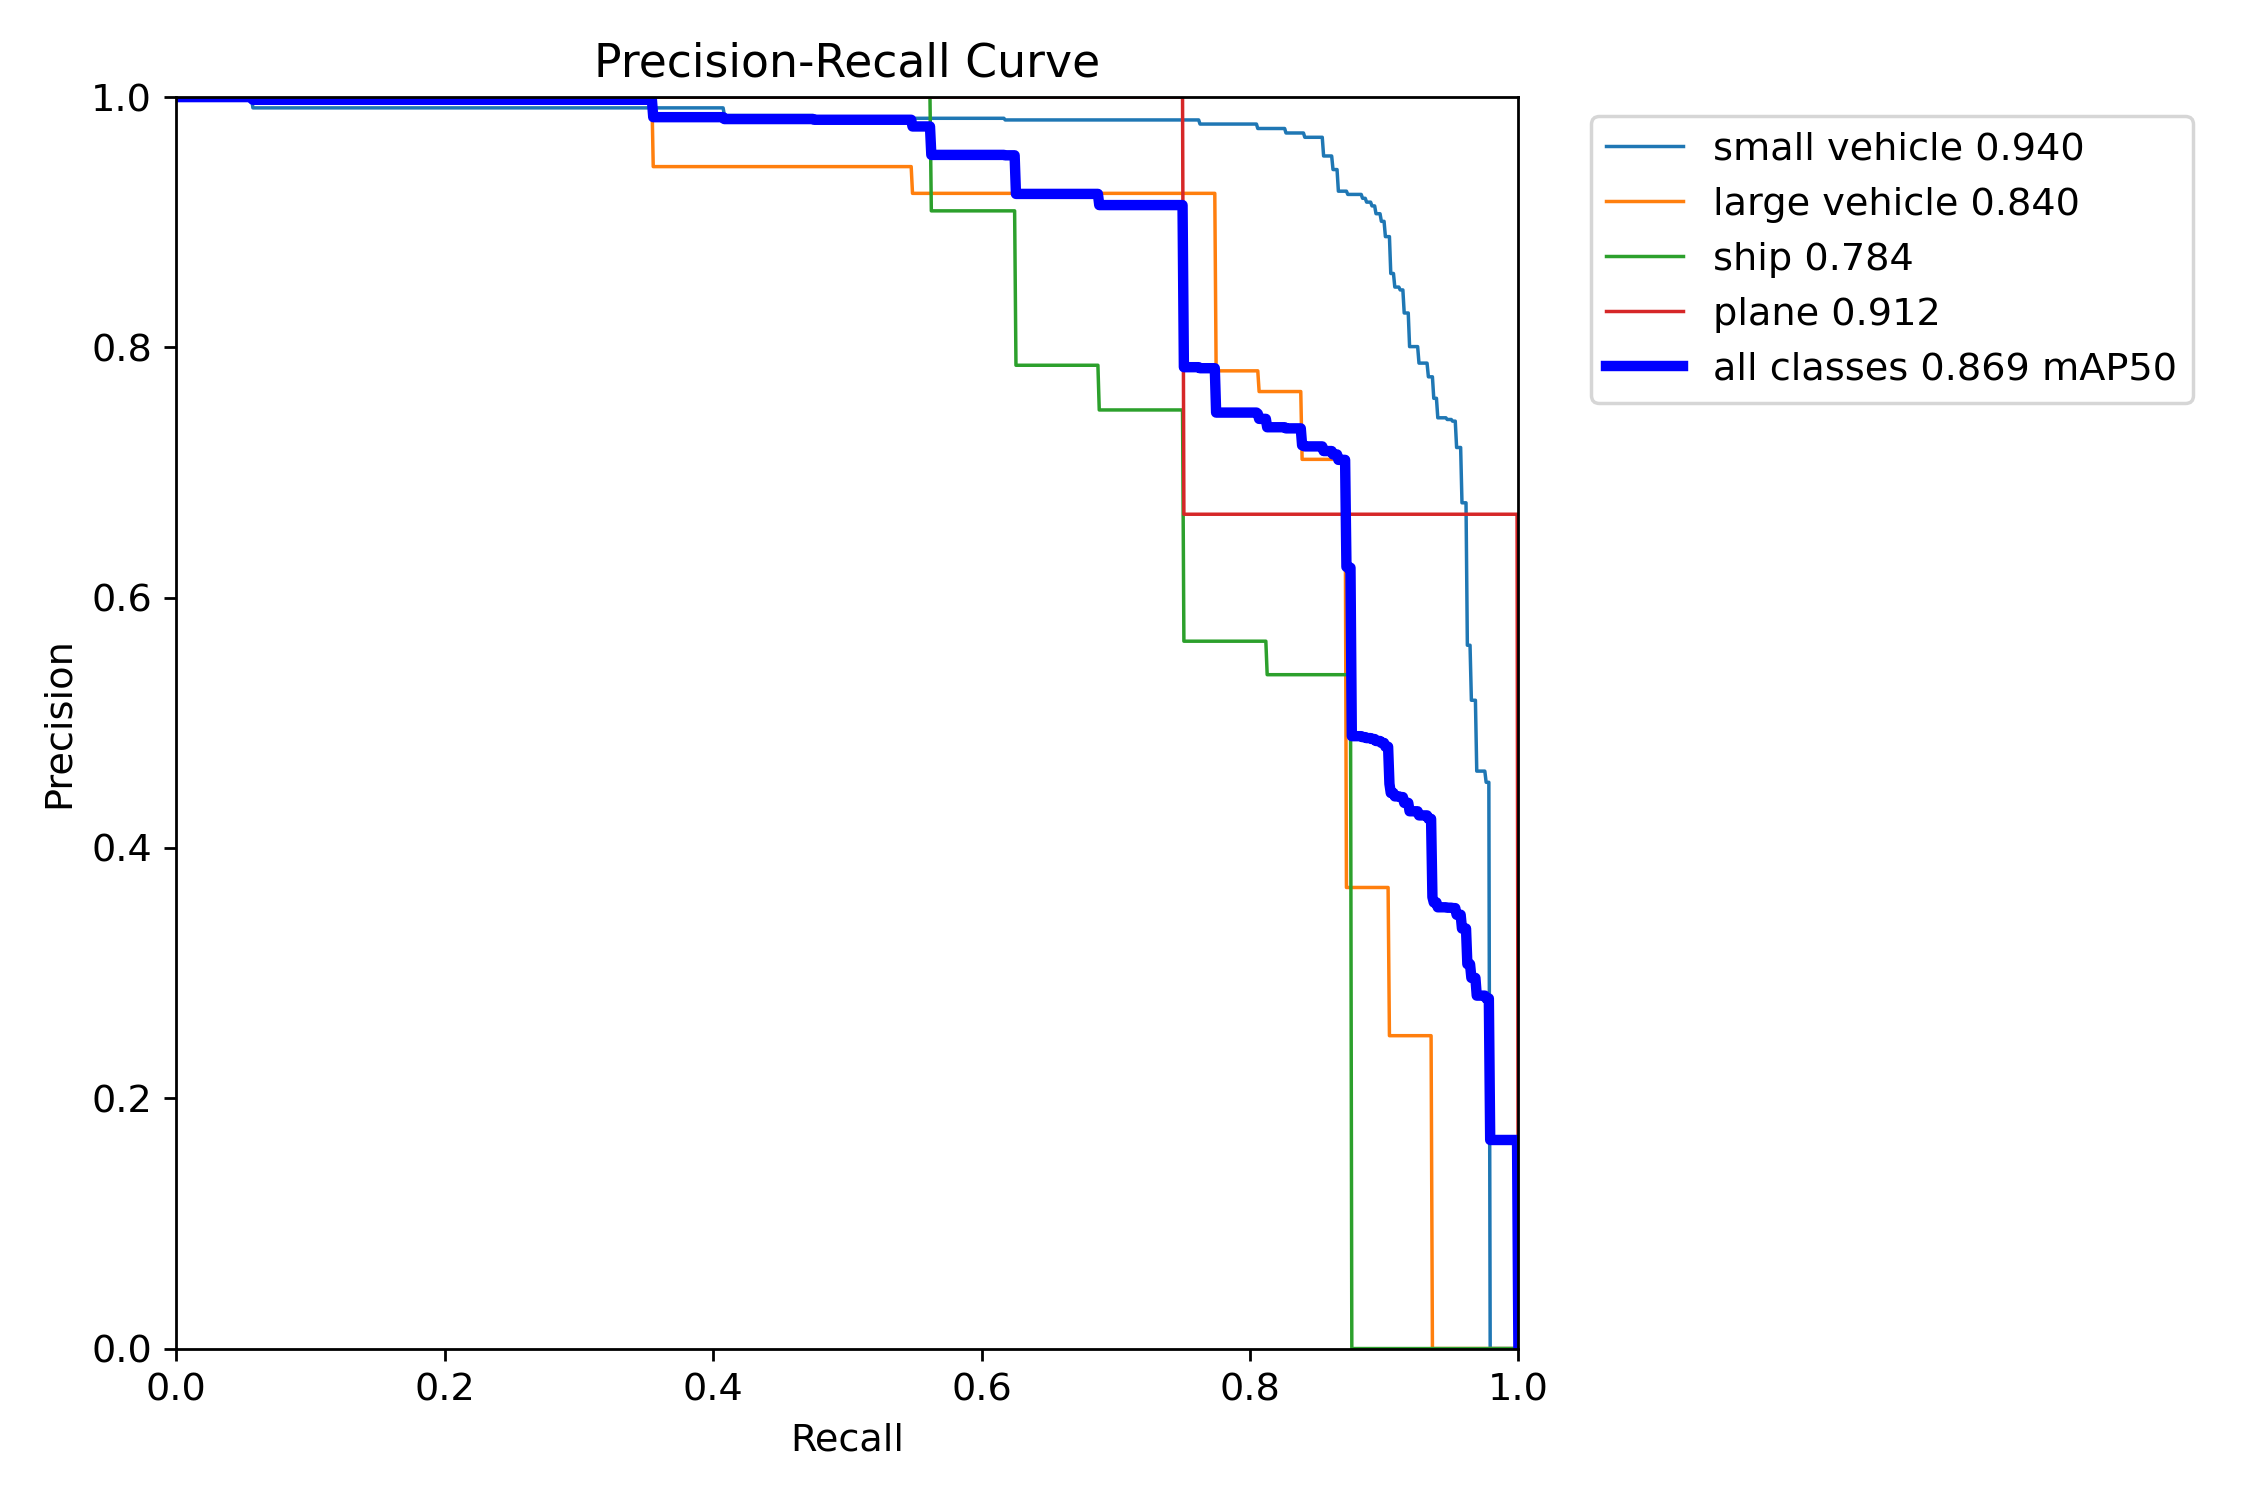 Precision-Recall Curve
1.0
0.8
0.6
0.4
0.2
0.0
Precision
0.0 0.2 0.4 0.6 0.8 1.0
Recall
small vehicle 0.940
large vehicle 0.840
ship 0.784
plane 0.912
all classes 0.869 mAP50